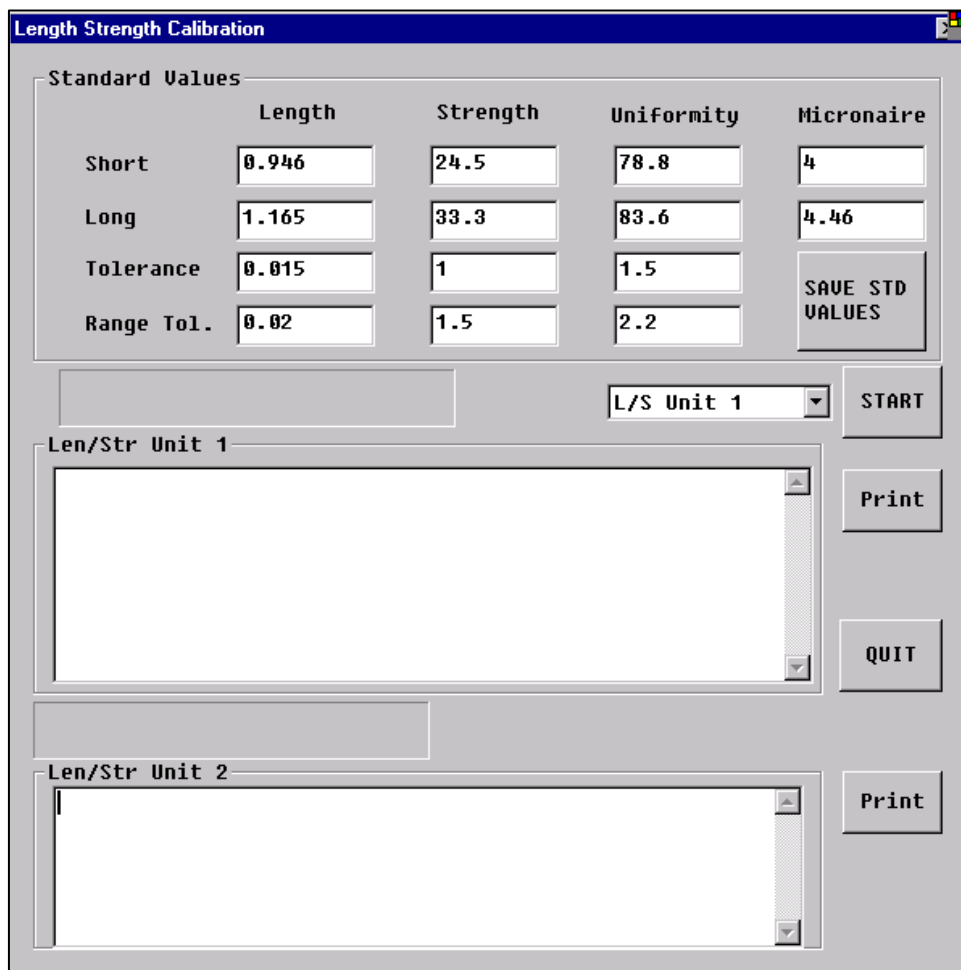 Length Strength Calibration
Standard Values
Length Strength Uniformity Micronaire
Short 0.946 24.5 78.8 4
Long 1.165 33.3 83.6 4.46
Tolerance 0.015 1 1.5
SAVE STD
VALUES
Range Tol. 0.02 1.5 2.2
L/S Unit 1 START
Len/Str Unit 1
Print
QUIT
Len/Str Unit 2
Print